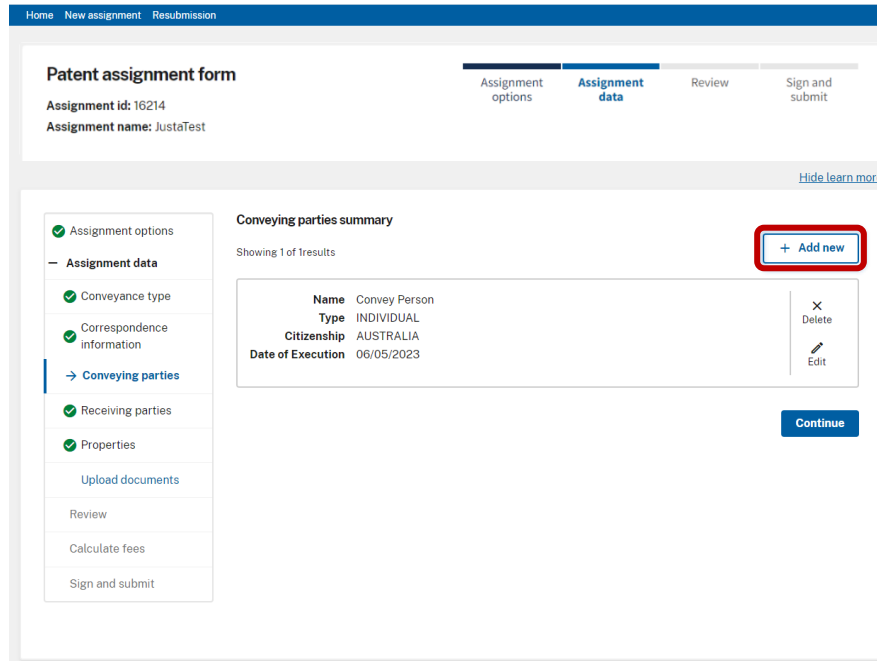 Home New assignment Resubmission
Patent assignment form
Assignment id: 16214
Assignment name: JustaTest
Assignment options
Assignment data
Review
Sign and submit
Hide learn mor
Assignment options
Assignment data
Conveyance type
Correspondence
information
Conveying parties
Receiving parties
Properties
Upload documents
Review
Calculate fees
Sign and submit
Conveying parties summary
Showing 1 of 1results
+ Add new
Name Convey Person
Type INDIVIDUAL
Citizenship AUSTRALIA
Date of Execution 06/05/2023
Delete
Edit
Continue